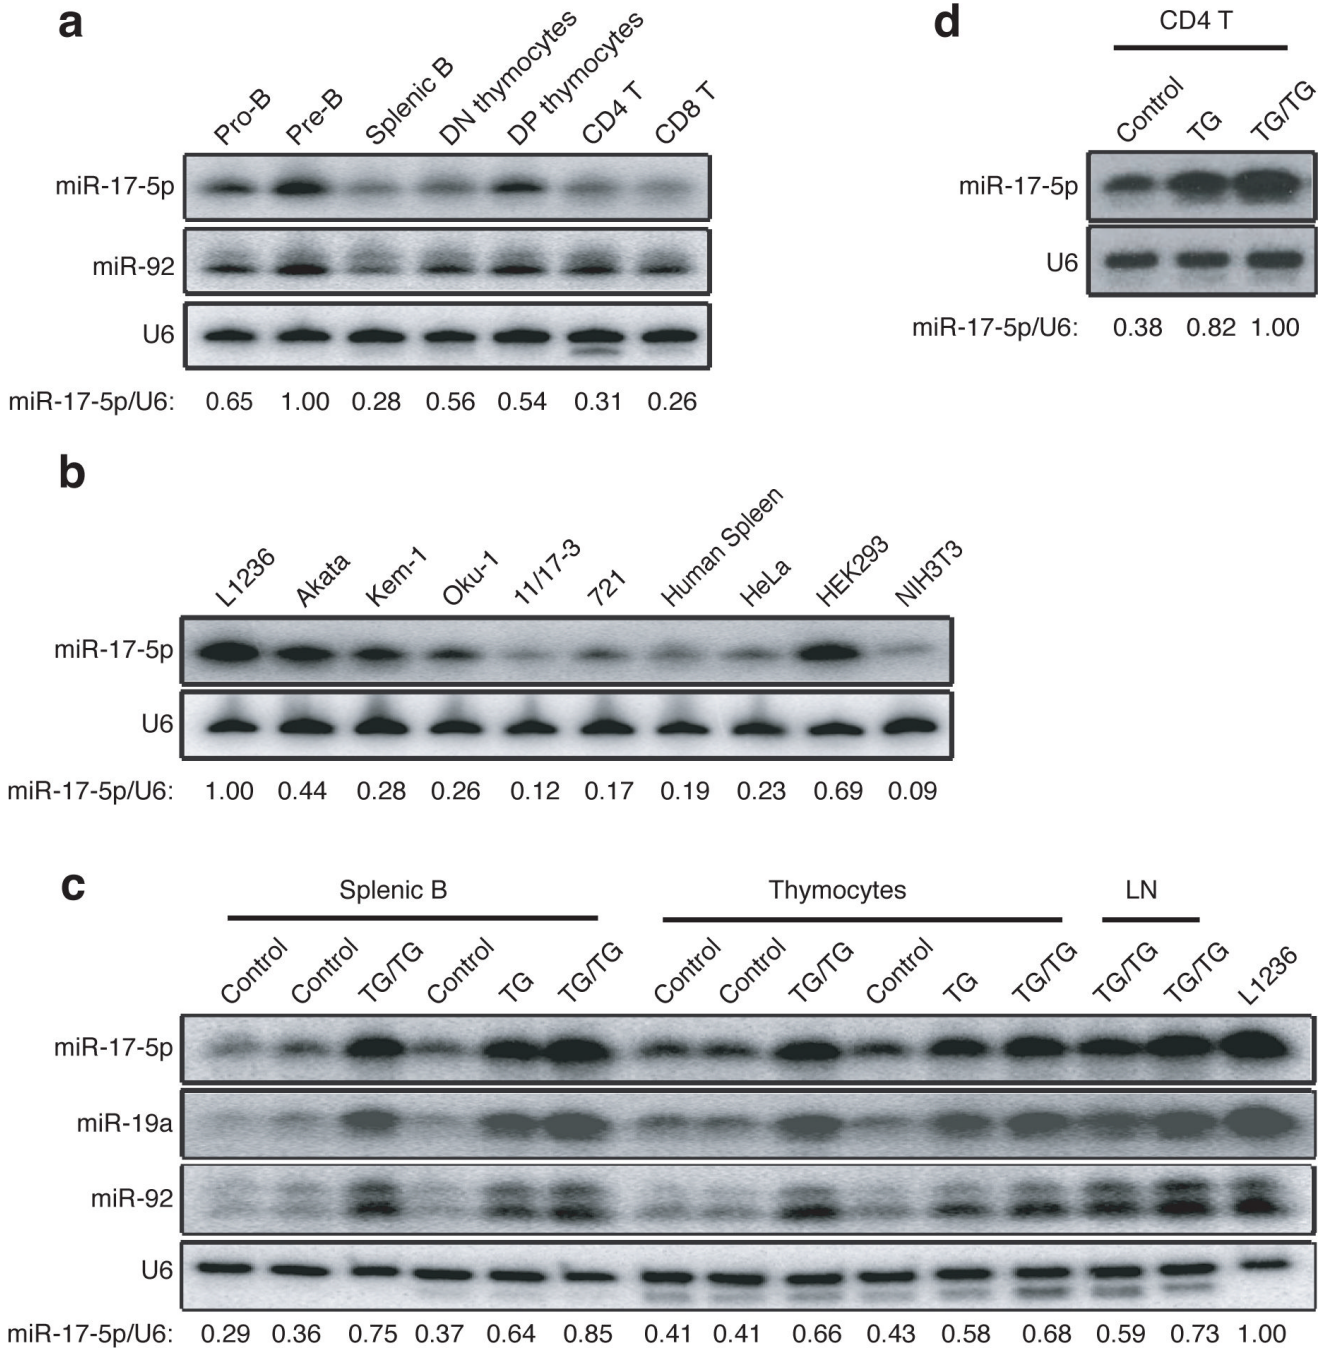 a
Pro-B Pre-B Splenic B DN thymocytes DP thymocytes CD4 T CD8 T
miR-17-5p
miR-92
U6
miR-17-5p/U6: 0.65 1.00 0.28 0.56 0.54 0.31 0.26
d
CD4 T
Control TG TG/TG
miR-17-5p
U6
miR-17-5p/U6: 0.38 0.82 1.00
b
L1236 Akata Kem-1 Oku-1 11/17-3 721 Human Spleen HeLa HEK293 NIH3T3
miR-17-5p
U6
miR-17-5p/U6: 1.00 0.44 0.28 0.26 0.12 0.17 0.19 0.23 0.69 0.09
c
Splenic B Thymocytes LN
Control Control TG/TG Control TG TG/TG Control Control TG/TG Control TG TG/TG TG/TG TG/TG L1236
miR-17-5p
miR-19a
miR-92
U6
miR-17-5p/U6: 0.29 0.36 0.75 0.37 0.64 0.85 0.41 0.41 0.66 0.43 0.58 0.68 0.59 0.73 1.00